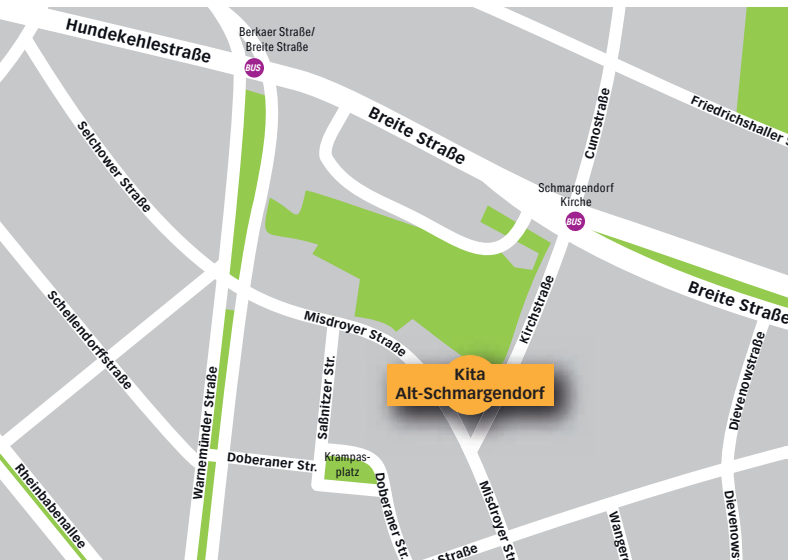 Hundekehlestraße
Berkaer Straße/
Breite Straße
BUS
Breite Straße
Cunostraße
Friedrichshaller S
Selchower Straße
Schmargendorf
Kirche
BUS
Breite Straße
Kirchstraße
Misdroyer Straße
Schellendorffstraße
Dievenowstraße
Saßnitzer Str.
Kita
Alt-Schmargendorf
Warnemünder Straße
Doberaner Str.
Krampas-
platz
Rheinbabenallee
Doberaner Str.
Misdroyer Str
Straße
Wanger
Dievenows